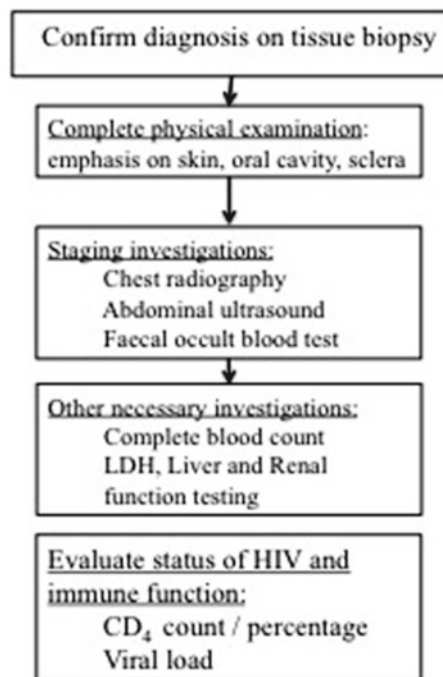 Confirm diagnosis on tissue biopsy
Complete physical examination:
emphasis on skin, oral cavity, sclera
Staging investigations:
Chest radiography
Abdominal ultrasound
Faecal occult blood test
Other necessary investigations:
Complete blood count
LDH, Liver and Renal
function testing
Evaluate status of HIV and
immune function:
CD₄ count / percentage
Viral load